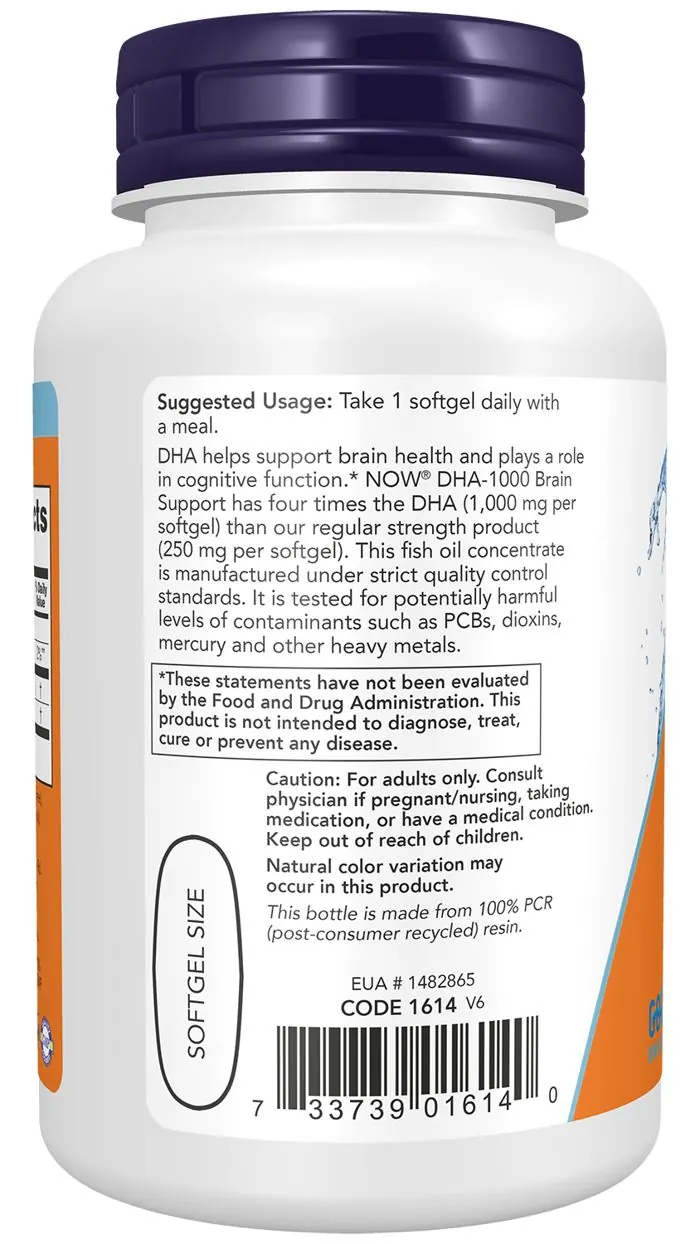 Suggested Usage: Take 1 softgel daily with
a meal.
DHA helps support brain health and plays a role
in cognitive function.* NOW® DHA-1000 Brain
Support has four times the DHA (1,000 mg per
softgel) than our regular strength product
(250 mg per softgel). This fish oil concentrate
is manufactured under strict quality control
standards. It is tested for potentially harmful
levels of contaminants such as PCBs, dioxins,
mercury and other heavy metals.
*These statements have not been evaluated
by the Food and Drug Administration. This
product is not intended to diagnose, treat,
cure or prevent any disease.
Caution: For adults only. Consult
physician if pregnant/nursing, taking
medication, or have a medical condition.
Keep out of reach of children.
Natural color variation may
occur in this product.
This bottle is made from 100% PCR
(post-consumer recycled) resin.
SOFTGEL SIZE
EUA # 1482865
CODE 1614 V6
7 33739 01614 0
% Daily
Value